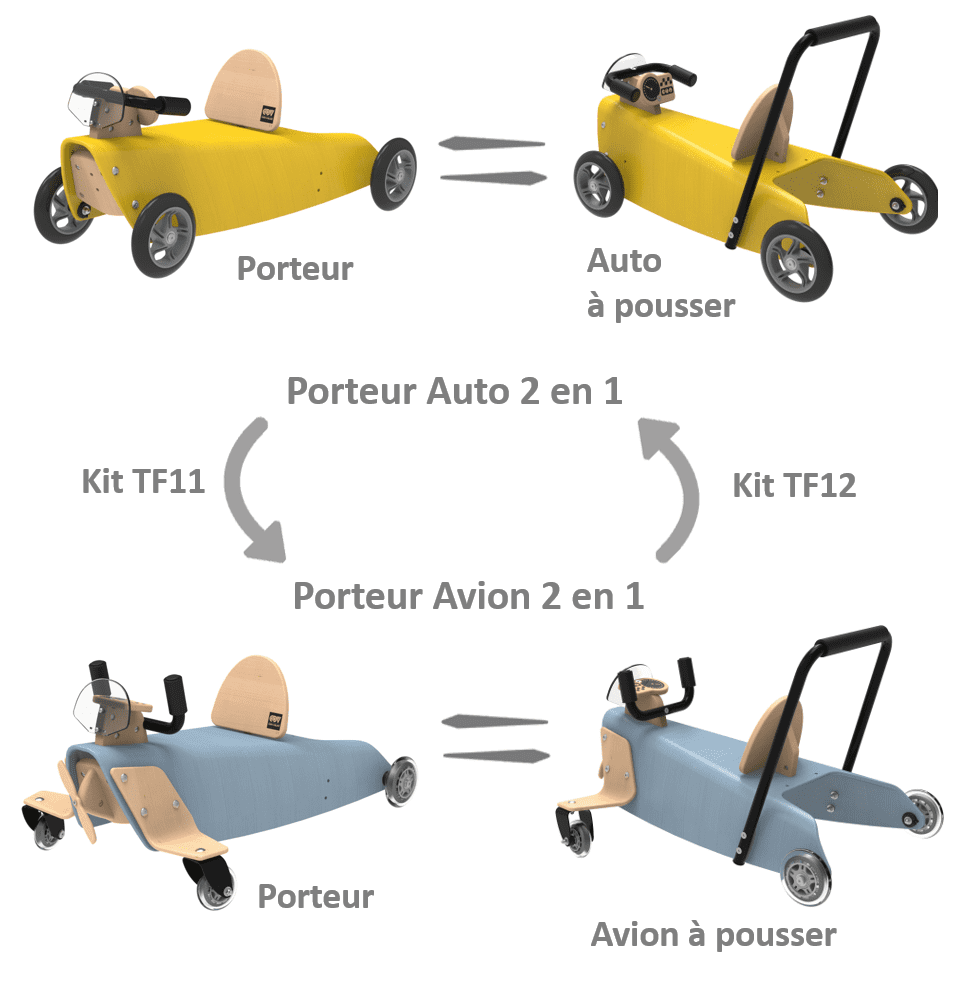 Porteur
Auto
à pousser
Porteur Auto 2 en 1
Kit TF11
Kit TF12
Porteur Avion 2 en 1
Porteur
Avion à pousser